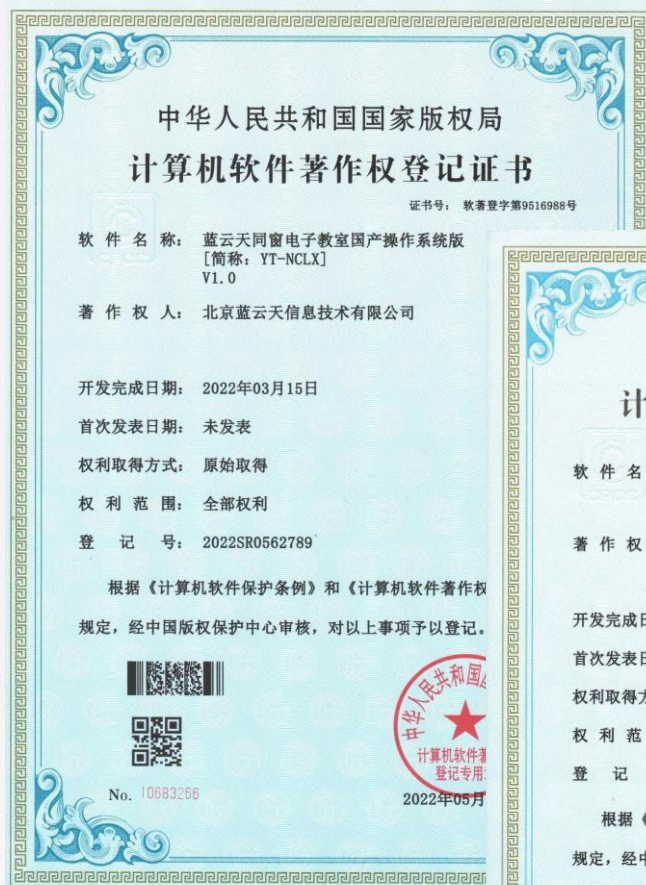 中华人民共和国国家版权局
计算机软件著作权登记证书
证书号： 软著登字第9516988号
软 件 名 称： 蓝云天同窗电子教室国产操作系统版
[简称：YT-NCLX]
V1.0
著 作 权 人： 北京蓝云天信息技术有限公司
开发完成日期： 2022年03月15日
首次发表日期： 未发表
权利取得方式： 原始取得
权 利 范 围： 全部权利
登 记 号： 2022SR0562789
根据《计算机软件保护条例》和《计算机软件著作权
规定，经中国版权保护中心审核，对以上事项予以登记。
中华人民共和国
计算机软件著
登记专用
No. 10683266
2022年05月
计
软 件 名
著 作 权
开发完成日
首次发表日
权利取得方
权 利 范
登 记
根据《
规定，经中